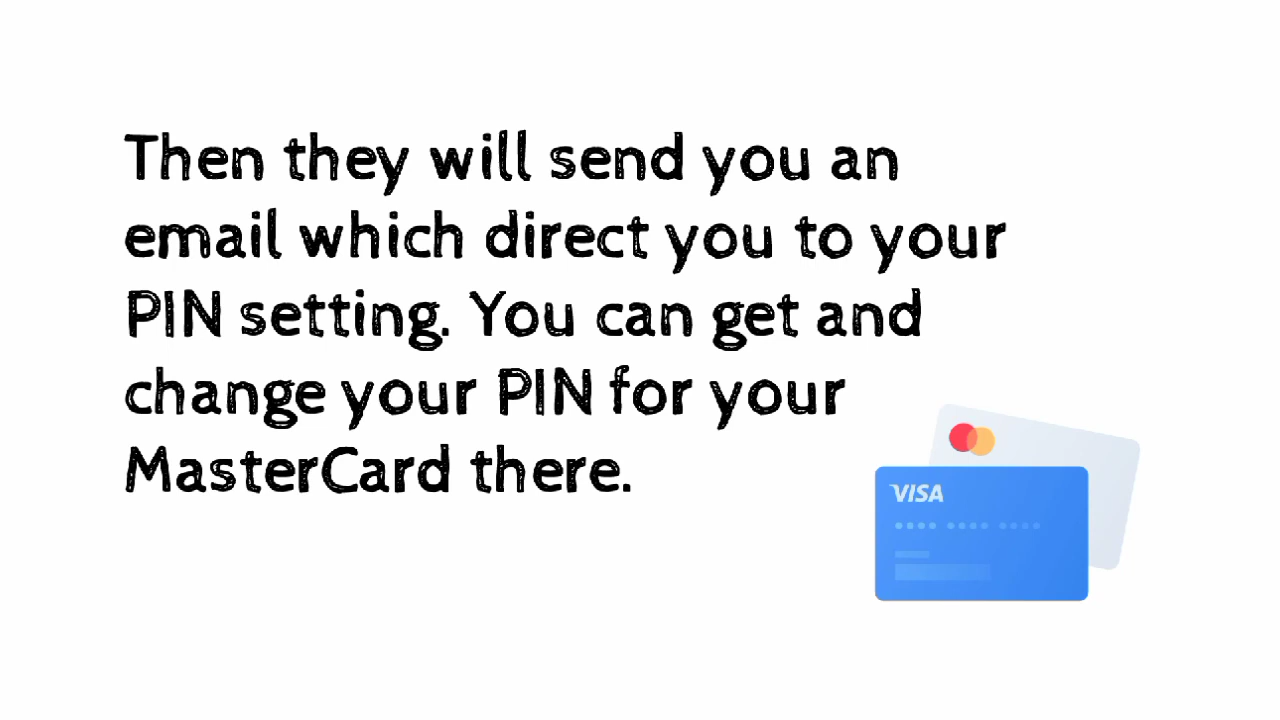 Then they will send you an
email which direct you to your
PIN setting. You can get and
change your PIN for your
MasterCard there.
VISA